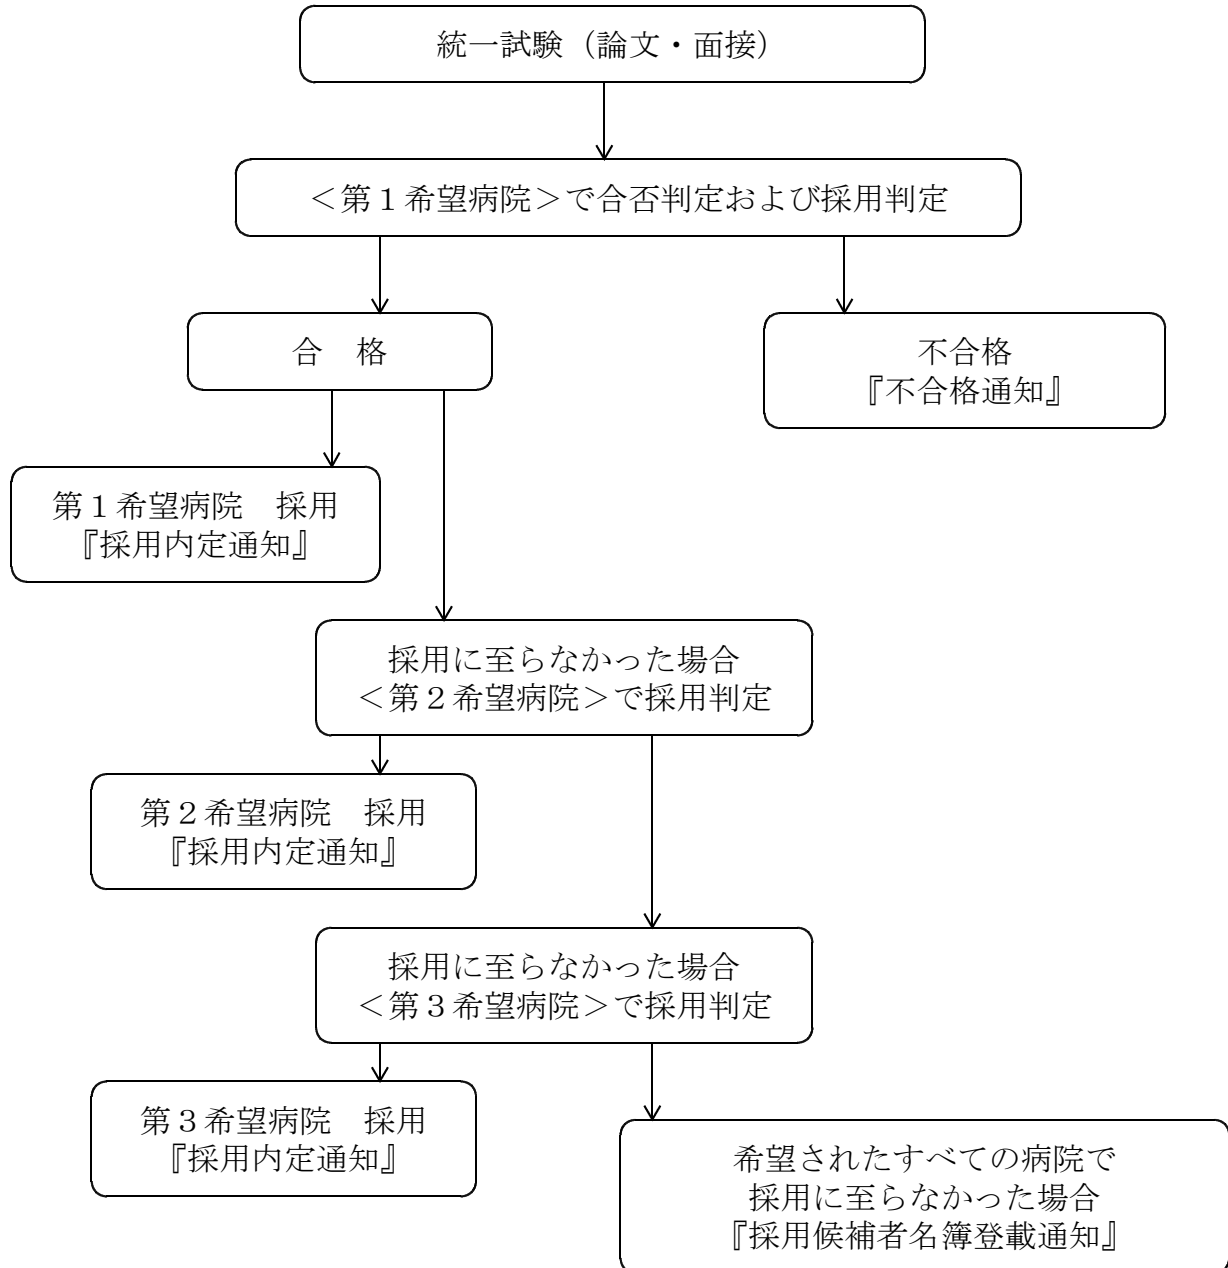 統一試験（論文・面接）
＜第１希望病院＞で合否判定および採用判定
合　格
不合格
『不合格通知』
第１希望病院　採用
『採用内定通知』
採用に至らなかった場合
＜第２希望病院＞で採用判定
第２希望病院　採用
『採用内定通知』
採用に至らなかった場合
＜第３希望病院＞で採用判定
第３希望病院　採用
『採用内定通知』
希望されたすべての病院で
採用に至らなかった場合
『採用候補者名簿登載通知』